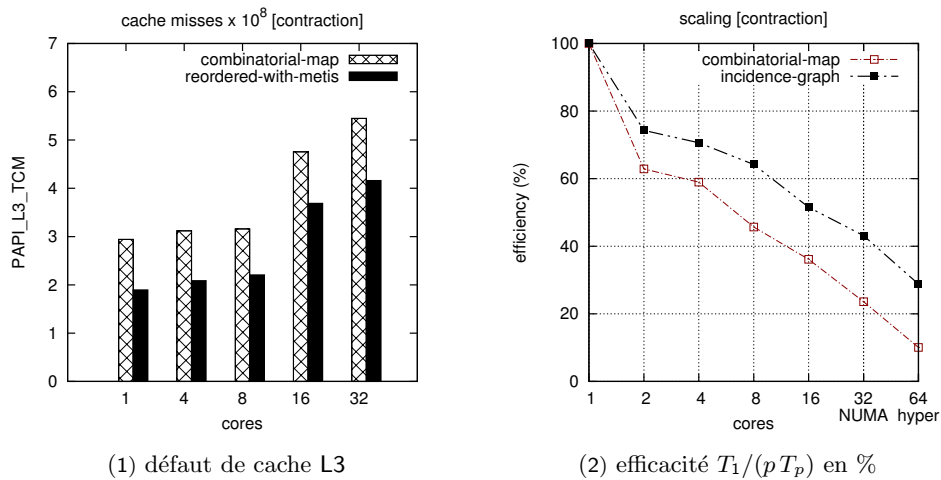 cache misses x 10^8 [contraction]
7
6
5
4
3
2
1
0
PAPI_L3_TCM
combinatorial-map
reordered-with-metis
1 4 8 16 32
cores
(1) défaut de cache L3
scaling [contraction]
100
80
60
40
20
0
efficiency (%)
combinatorial-map
incidence-graph
1 2 4 8 16 32 64
NUMA hyper
cores
(2) efficacité T₁/(p Tₚ) en %